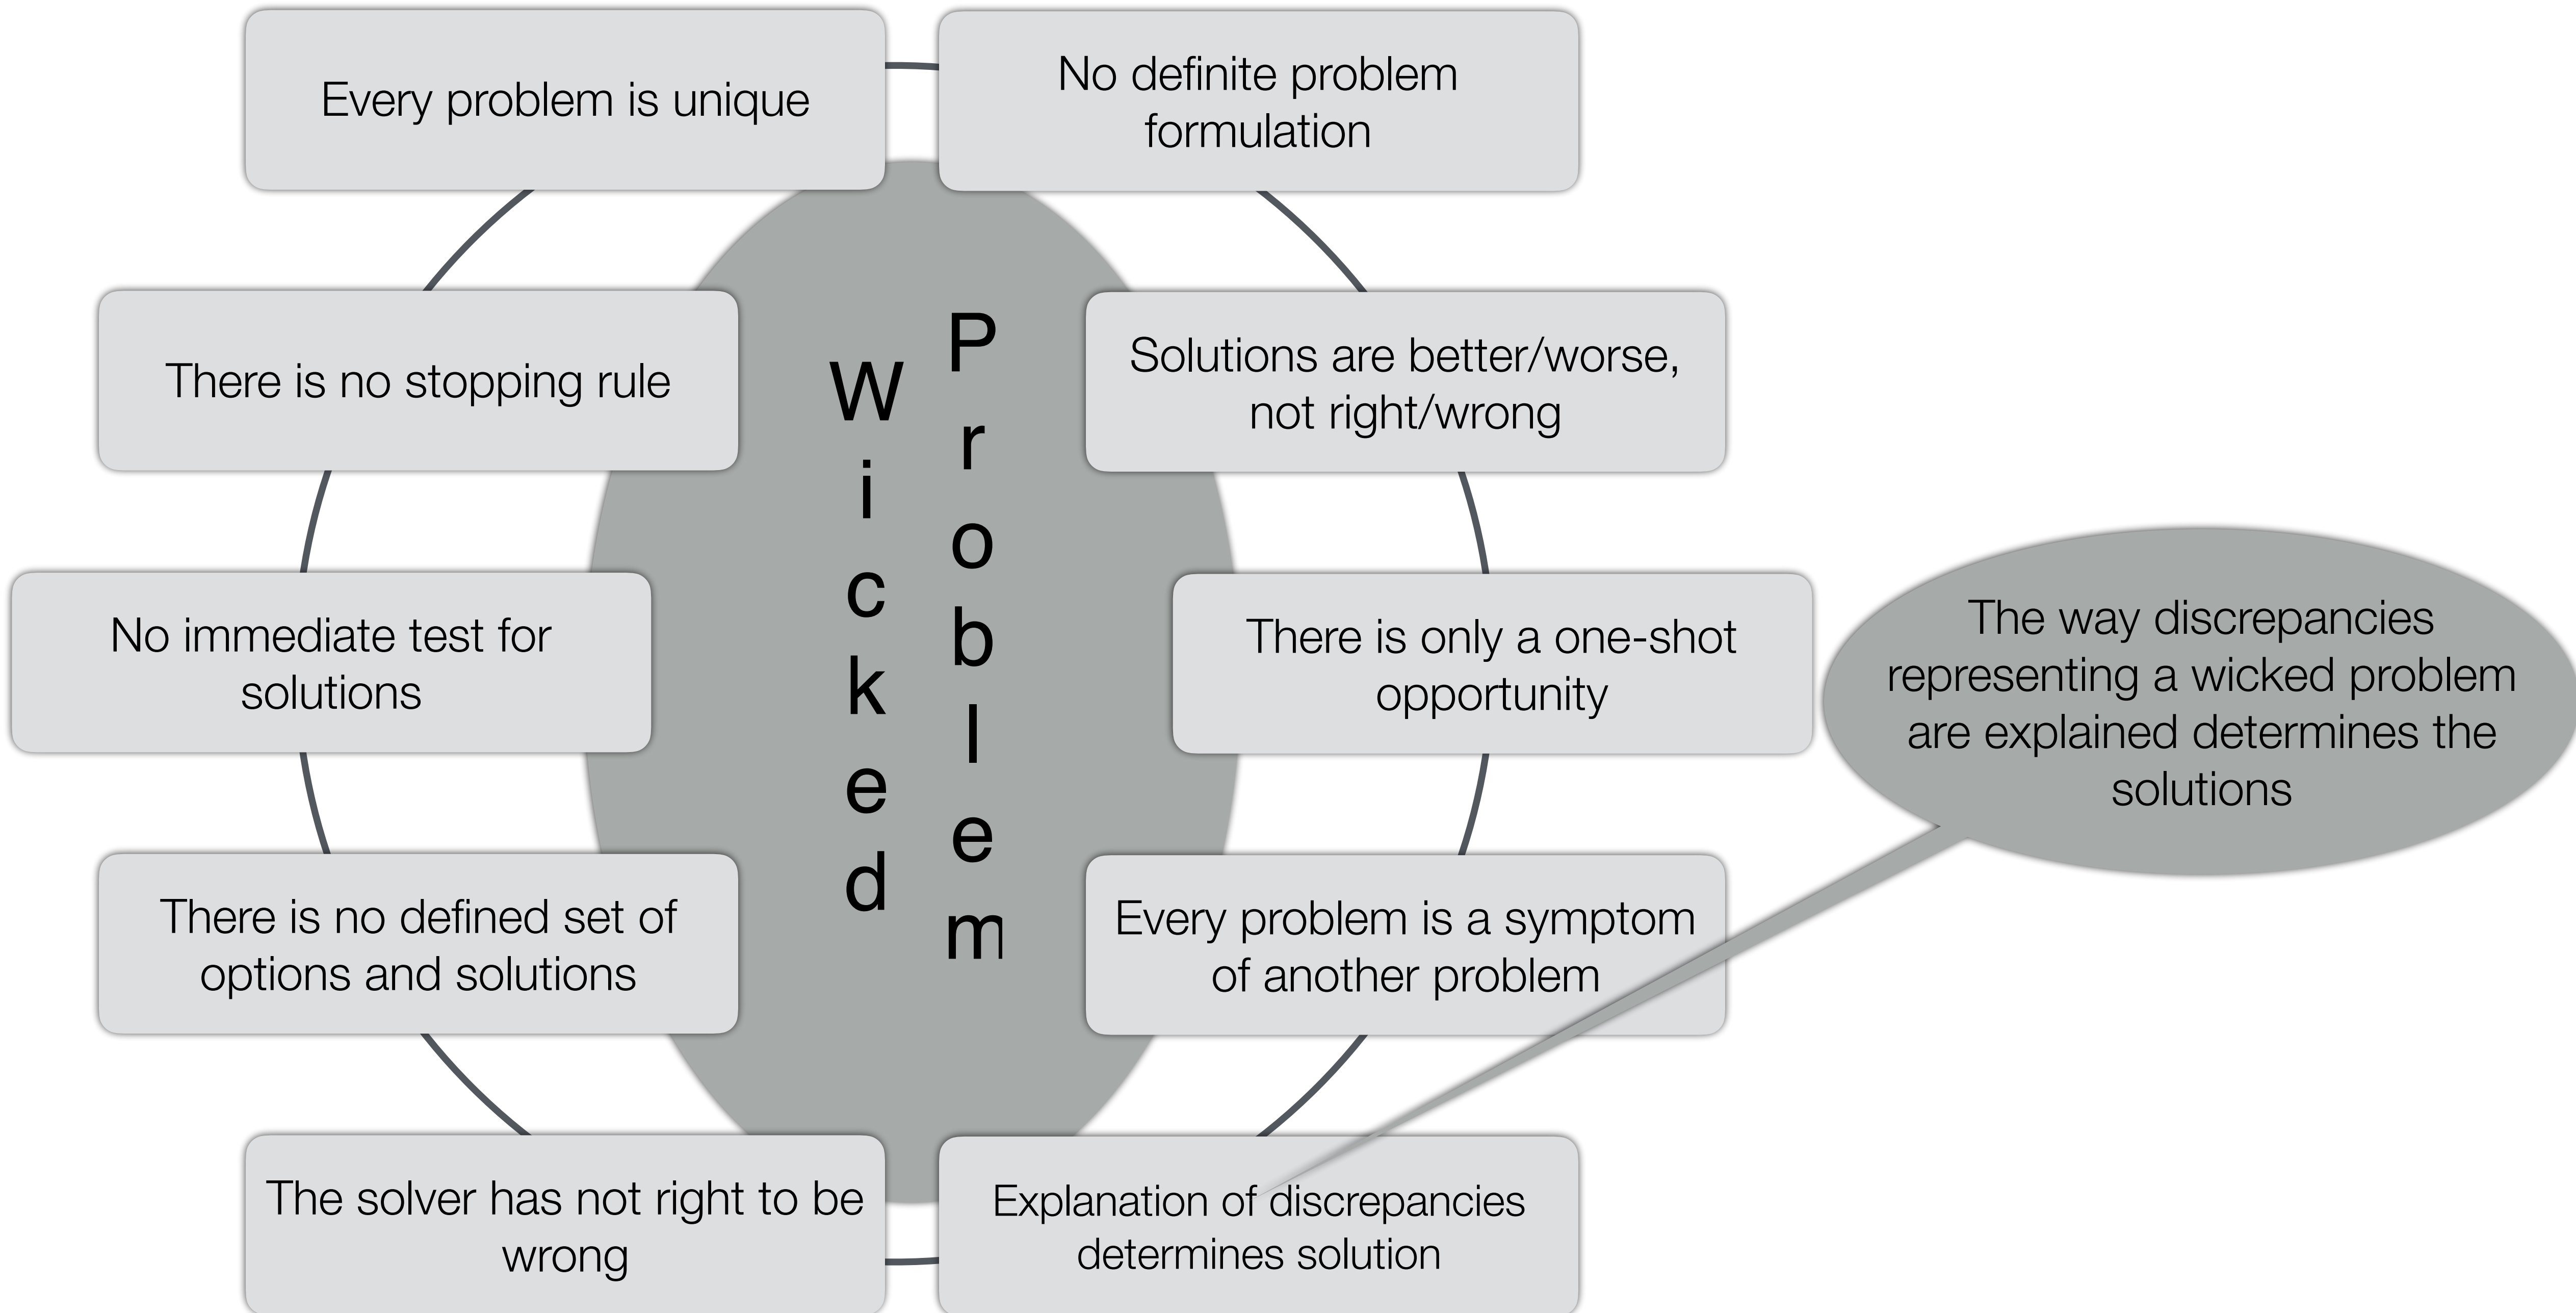 Every problem is unique
No definite problem
formulation
There is no stopping rule
Solutions are better/worse,
not right/wrong
Wicked
Problem
No immediate test for
solutions
There is only a one-shot
opportunity
The way discrepancies
representing a wicked problem
are explained determines the
solutions
There is no defined set of
options and solutions
Every problem is a symptom
of another problem
The solver has not right to be
wrong
Explanation of discrepancies
determines solution